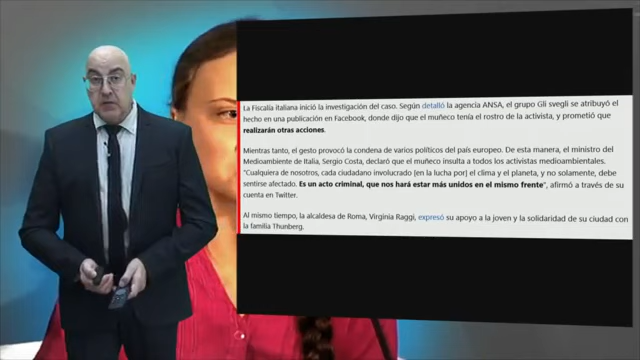 La Fiscalía italiana inició la investigación del caso. Según detalló la agencia ANSA, el grupo Gli svegli se atribuyó el
hecho en una publicación en Facebook, donde dijo que el muñeco tenía el rostro de la activista, y prometió que
realizarán otras acciones.
Mientras tanto, el gesto provocó la condena de varios políticos del país europeo. De esta manera, el ministro del
Medioambiente de Italia, Sergio Costa, declaró que el muñeco insulta a todos los activistas medioambientales.
"Cualquiera de nosotros, cada ciudadano involucrado [en la lucha por] el clima y el planeta, y no solamente, debe
sentirse afectado. Es un acto criminal, que nos hará estar más unidos en el mismo frente", afirmó a través de su
cuenta en Twitter.
Al mismo tiempo, la alcaldesa de Roma, Virginia Raggi, expresó su apoyo a la joven y la solidaridad de su ciudad con
la familia Thunberg.